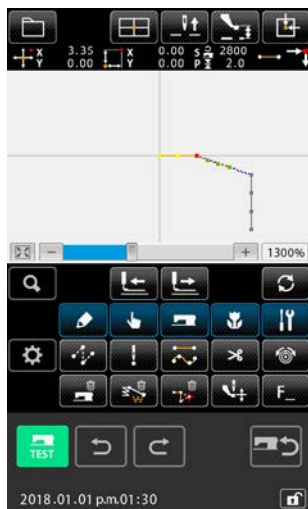 X 3.35 X 0.00 S 2800
Y 0.00 Y 0.00 P 2.0
1300%
F_
TEST
2018.01.01 p.m.01:30